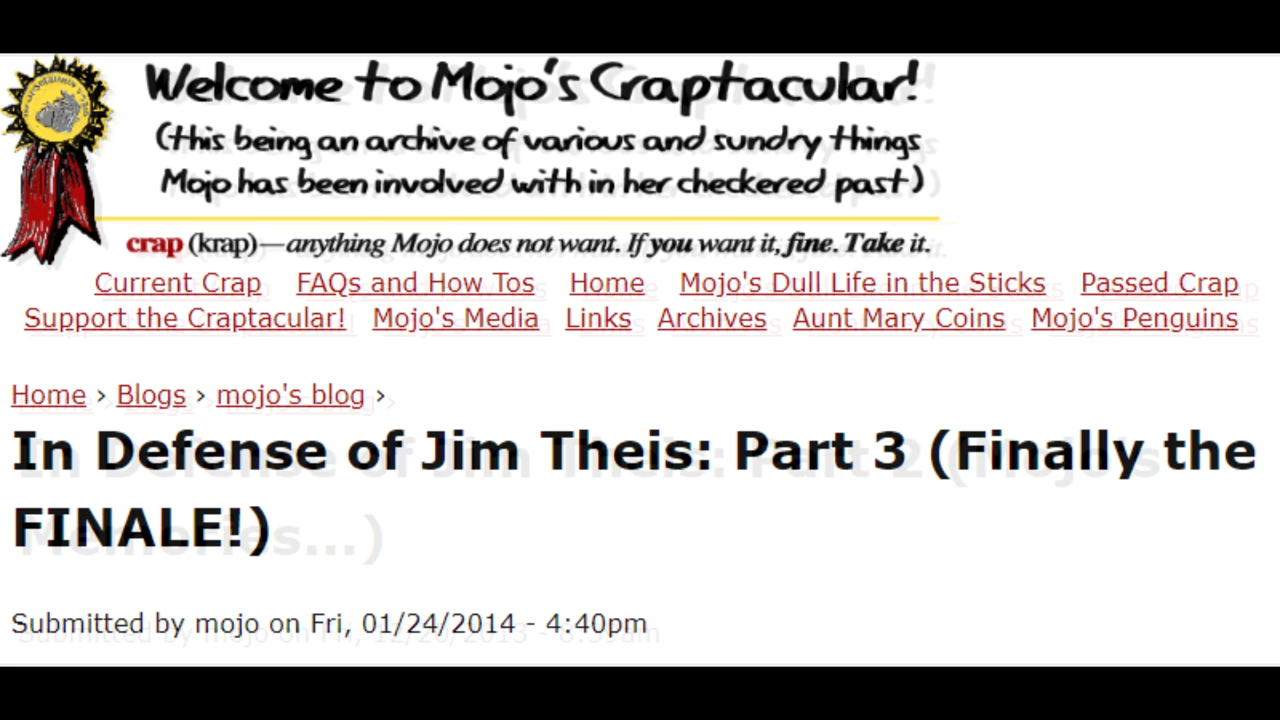 Welcome to Mojo's Craptacular!
(this being an archive of various and sundry things
Mojo has been involved with in her checkered past)
crap (krap)—anything Mojo does not want. If you want it, fine. Take it.
Current Crap FAQs and How Tos Home Mojo's Dull Life in the Sticks Passed Crap
Support the Craptacular! Mojo's Media Links Archives Aunt Mary Coins Mojo's Penguins
Home › Blogs › mojo's blog ›
In Defense of Jim Theis: Part 3 (Finally the
FINALE!)
Submitted by mojo on Fri, 01/24/2014 - 4:40pm